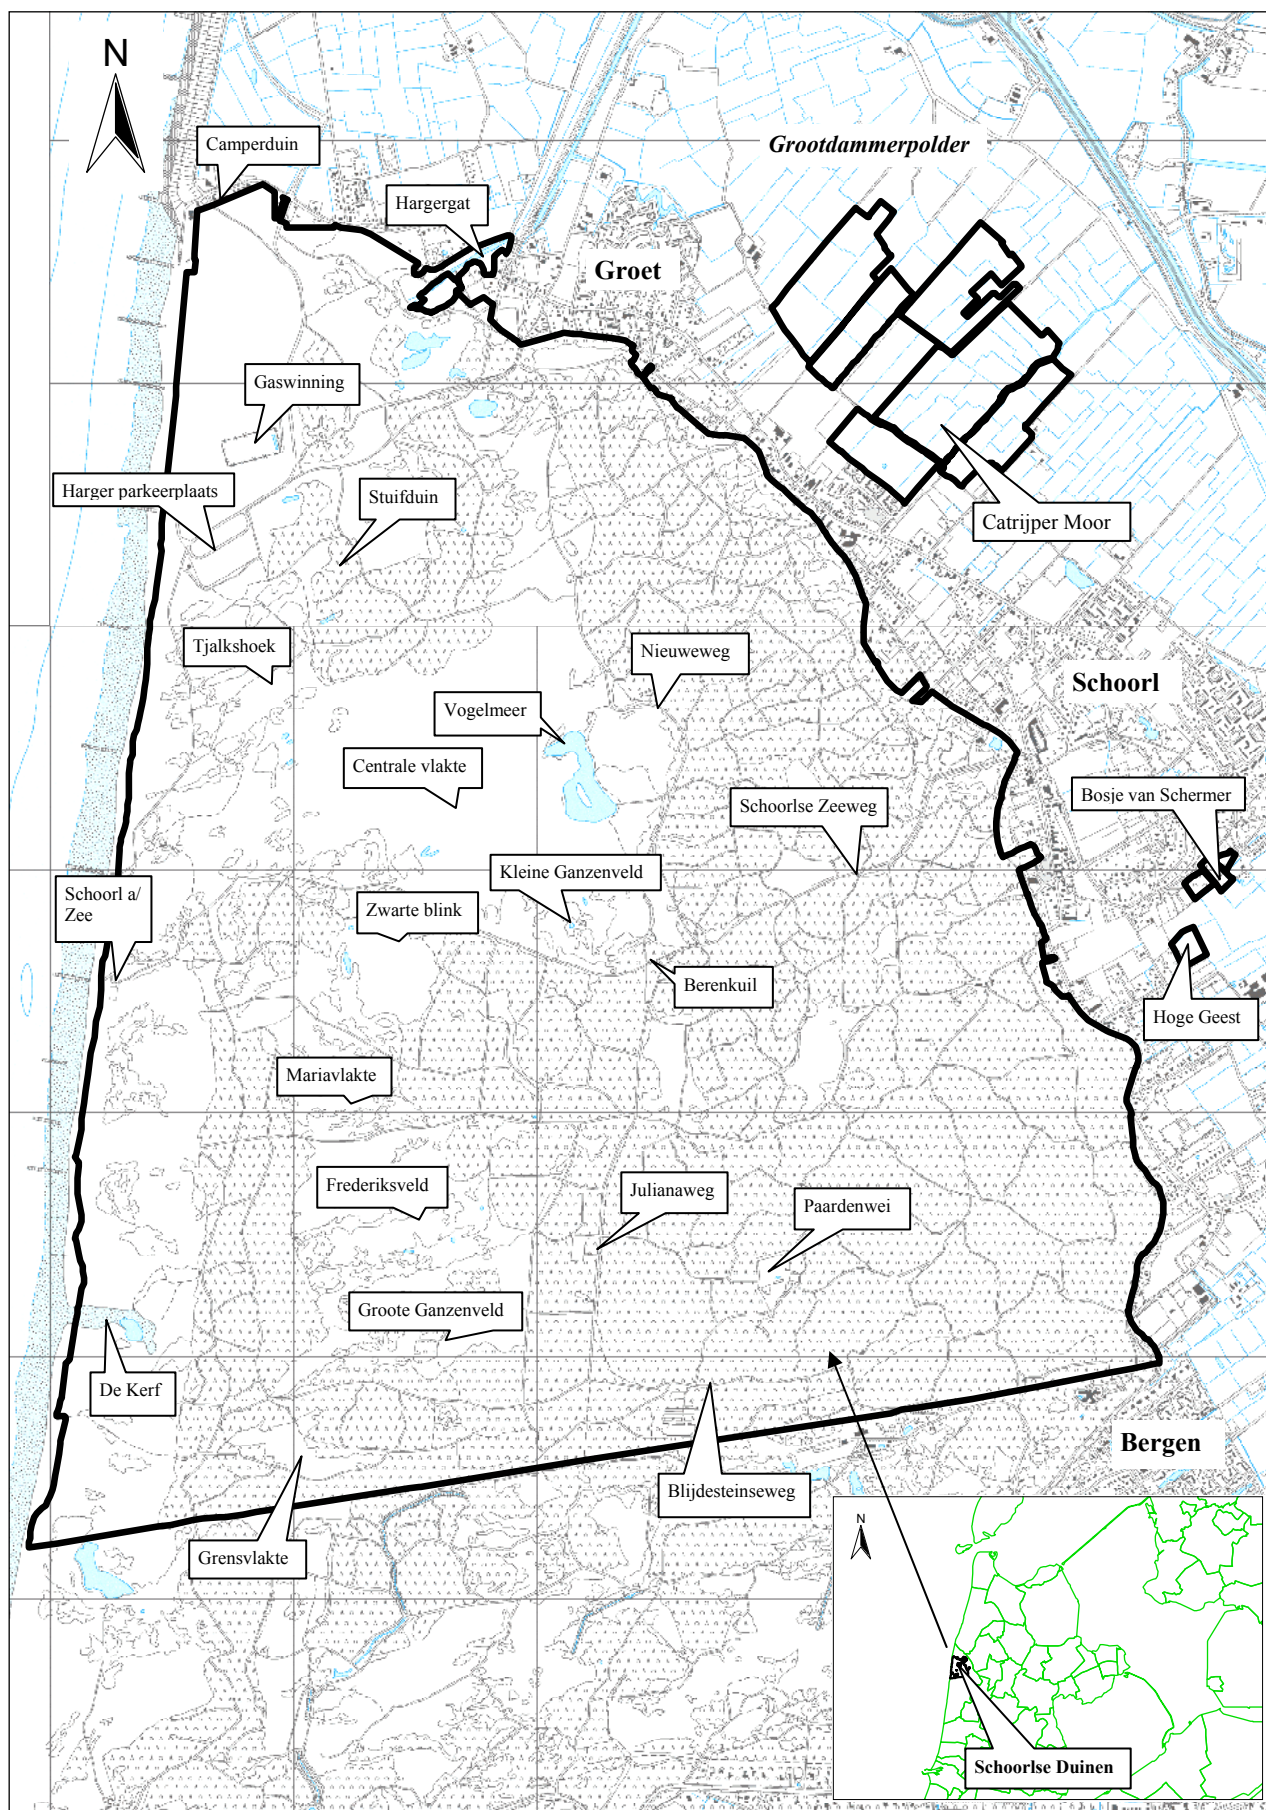 N
Camperduin
Grootdammerpolder
Hargergat
Groet
Gaswinning
Harger parkeerplaats
Stuifduin
Catrijper Moor
Tjalkshoek
Nieuweweg
Schoorl
Vogelmeer
Centrale vlakte
Schoorlse Zeeweg
Bosje van Schermer
Kleine Ganzenveld
Schoorl a/
Zee
Zwarte blink
Berenkuil
Hoge Geest
Mariavlakte
Frederiksveld
Julianaweg
Paardenwei
Groote Ganzenveld
De Kerf
Bergen
Blijdesteinseweg
Grensvlakte
N
Schoorlse Duinen